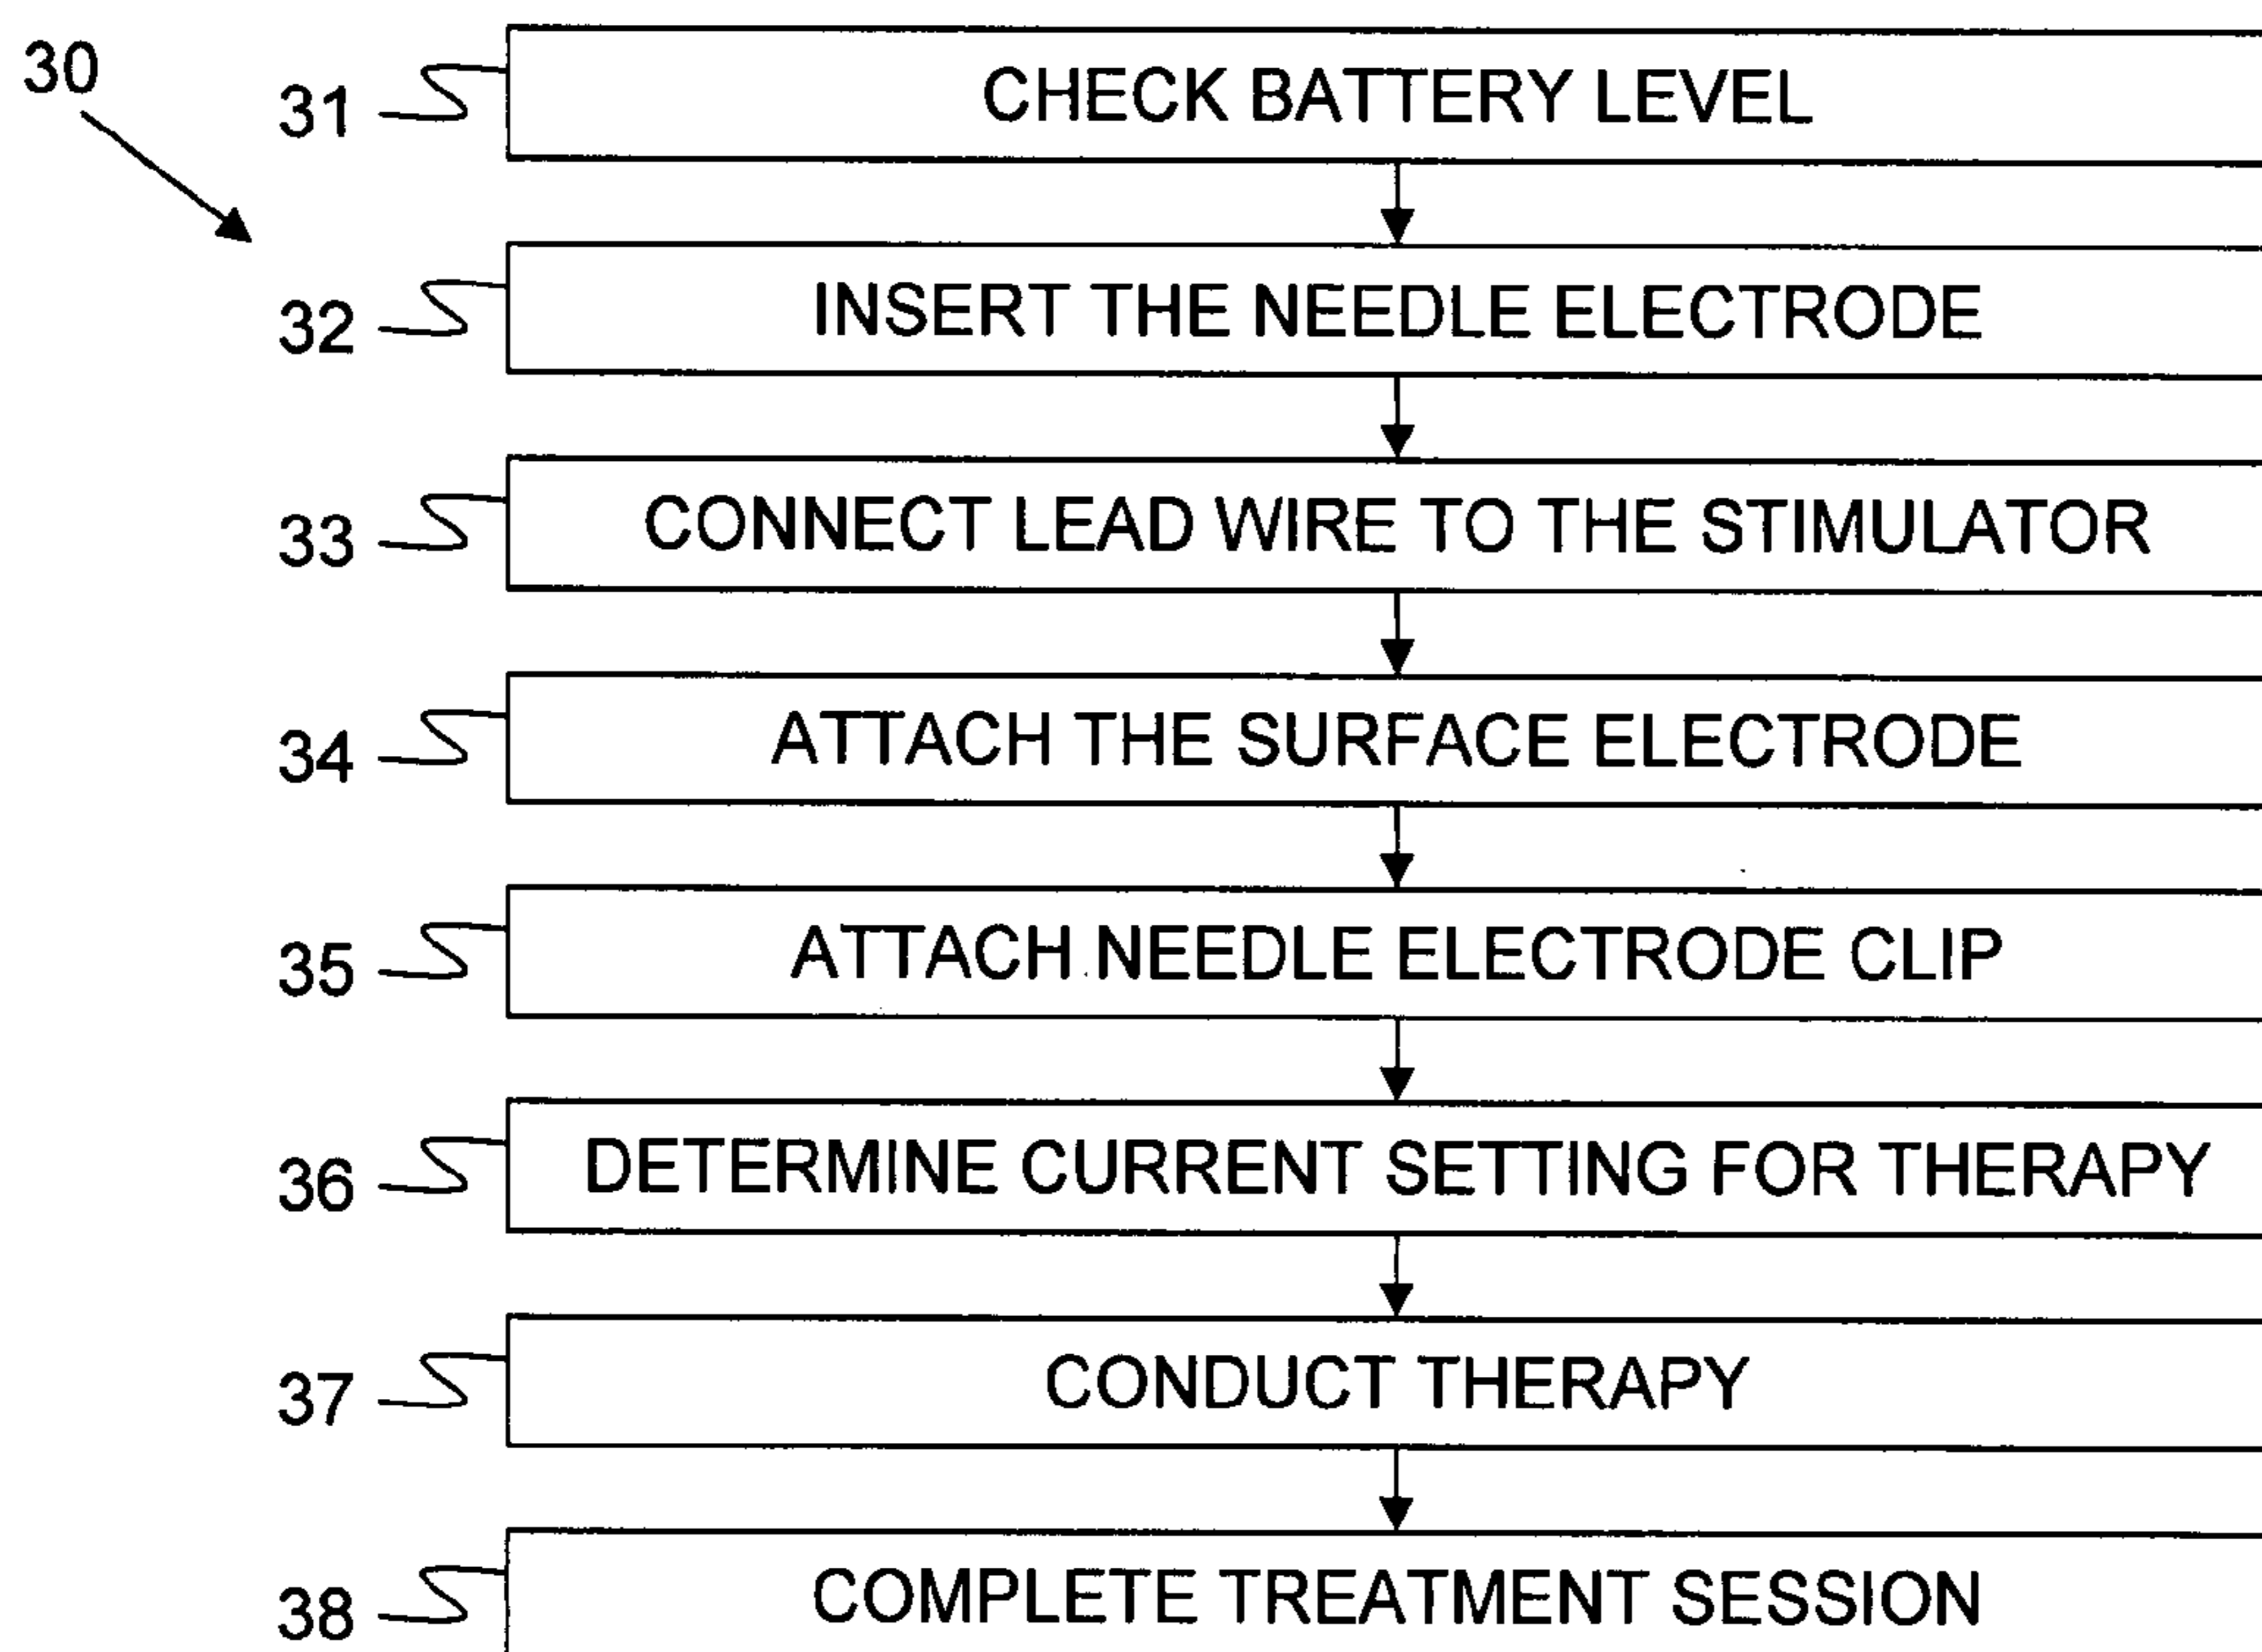 30
31 CHECK BATTERY LEVEL
32 INSERT THE NEEDLE ELECTRODE
33 CONNECT LEAD WIRE TO THE STIMULATOR
34 ATTACH THE SURFACE ELECTRODE
35 ATTACH NEEDLE ELECTRODE CLIP
36 DETERMINE CURRENT SETTING FOR THERAPY
37 CONDUCT THERAPY
38 COMPLETE TREATMENT SESSION